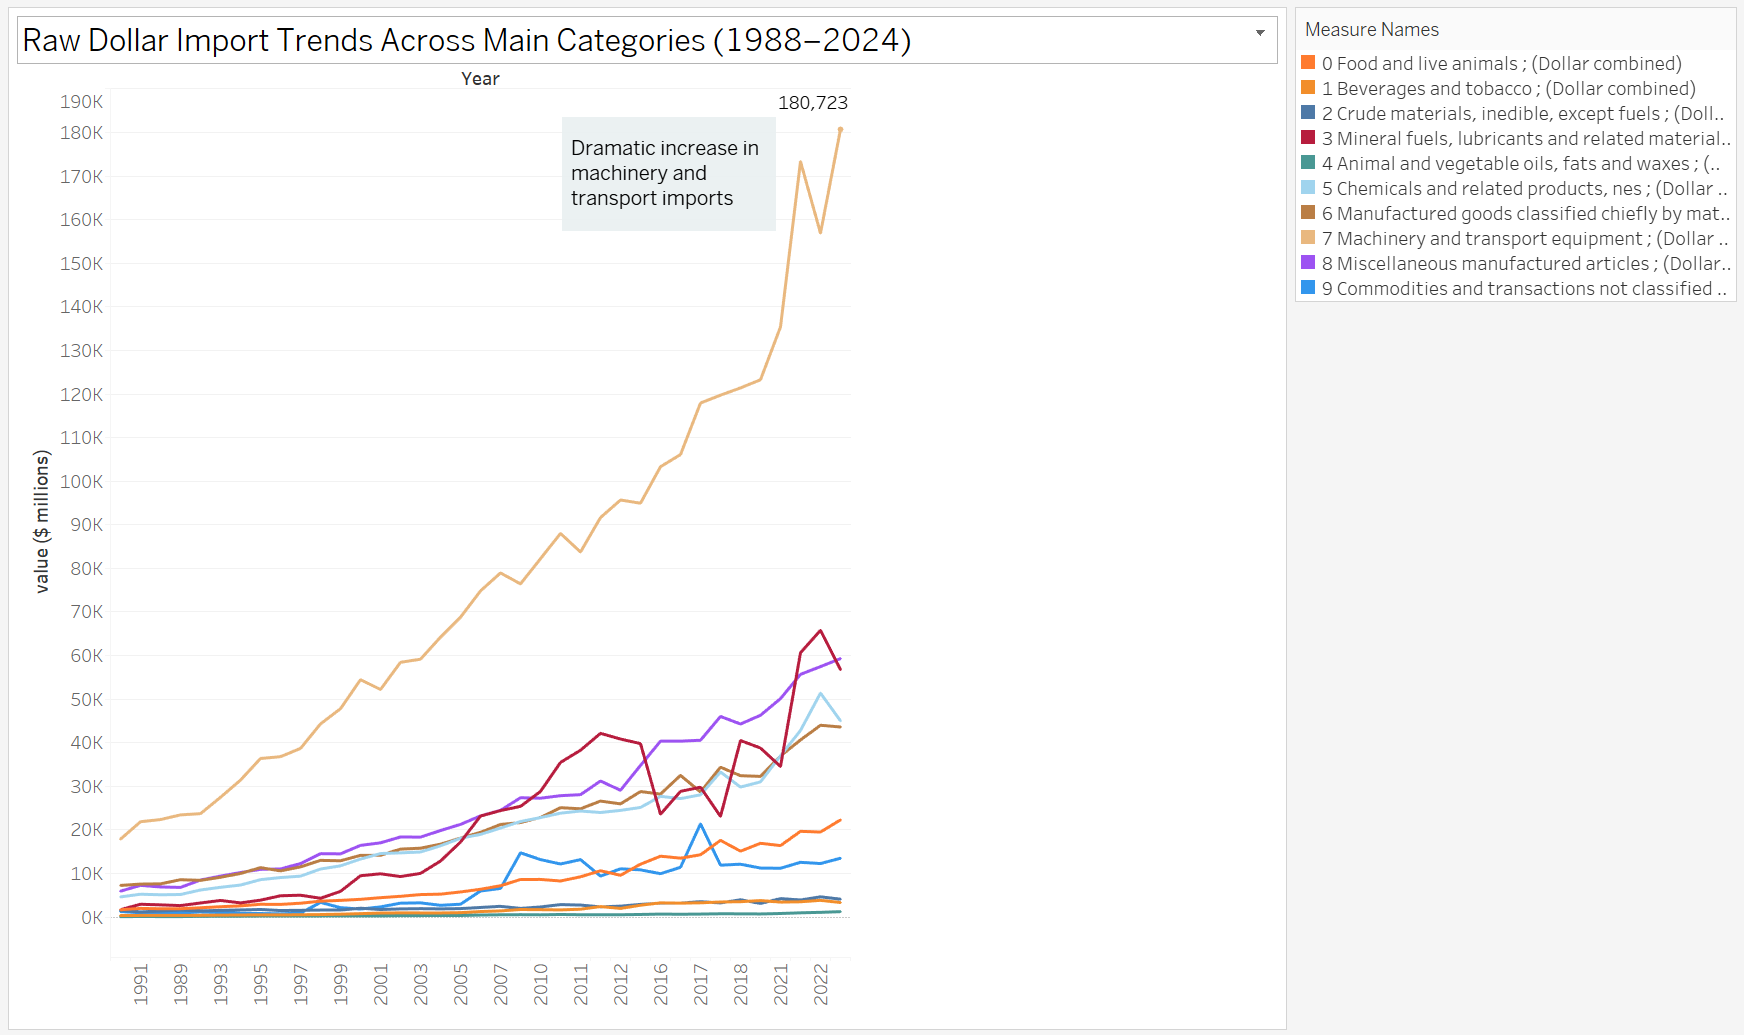 Raw Dollar Import Trends Across Main Categories (1988–2024)
Year
190K
180K
170K
160K
150K
140K
130K
120K
110K
100K
90K
80K
70K
60K
50K
40K
30K
20K
10K
0K
value ($ millions)
180,723
Dramatic increase in
machinery and
transport imports
1991
1989
1993
1995
1997
1999
2001
2003
2005
2007
2010
2011
2012
2016
2017
2018
2021
2022
Measure Names
0 Food and live animals ; (Dollar combined)
1 Beverages and tobacco ; (Dollar combined)
2 Crude materials, inedible, except fuels ; (Doll..
3 Mineral fuels, lubricants and related material..
4 Animal and vegetable oils, fats and waxes ; (..
5 Chemicals and related products, nes ; (Dollar ..
6 Manufactured goods classified chiefly by mat..
7 Machinery and transport equipment ; (Dollar ..
8 Miscellaneous manufactured articles ; (Dollar..
9 Commodities and transactions not classified ..